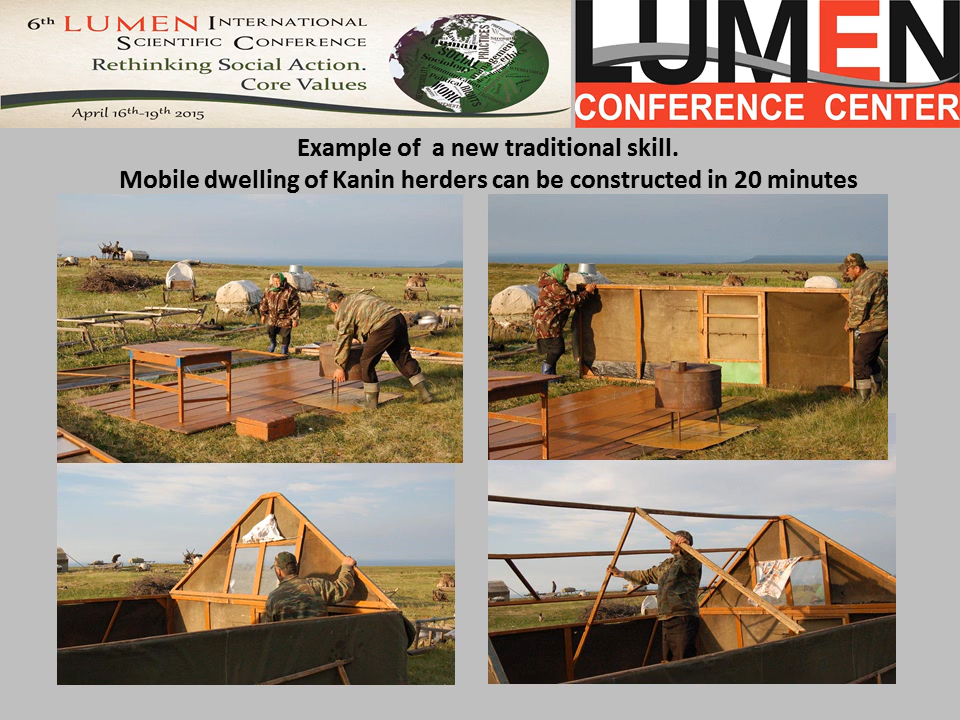 6th LUMEN INTERNATIONAL
SCIENTIFIC CONFERENCE
Rethinking Social Action.
Core Values
April 16th-19th 2015
LUMEN
CONFERENCE CENTER
Example of a new traditional skill.
Mobile dwelling of Kanin herders can be constructed in 20 minutes